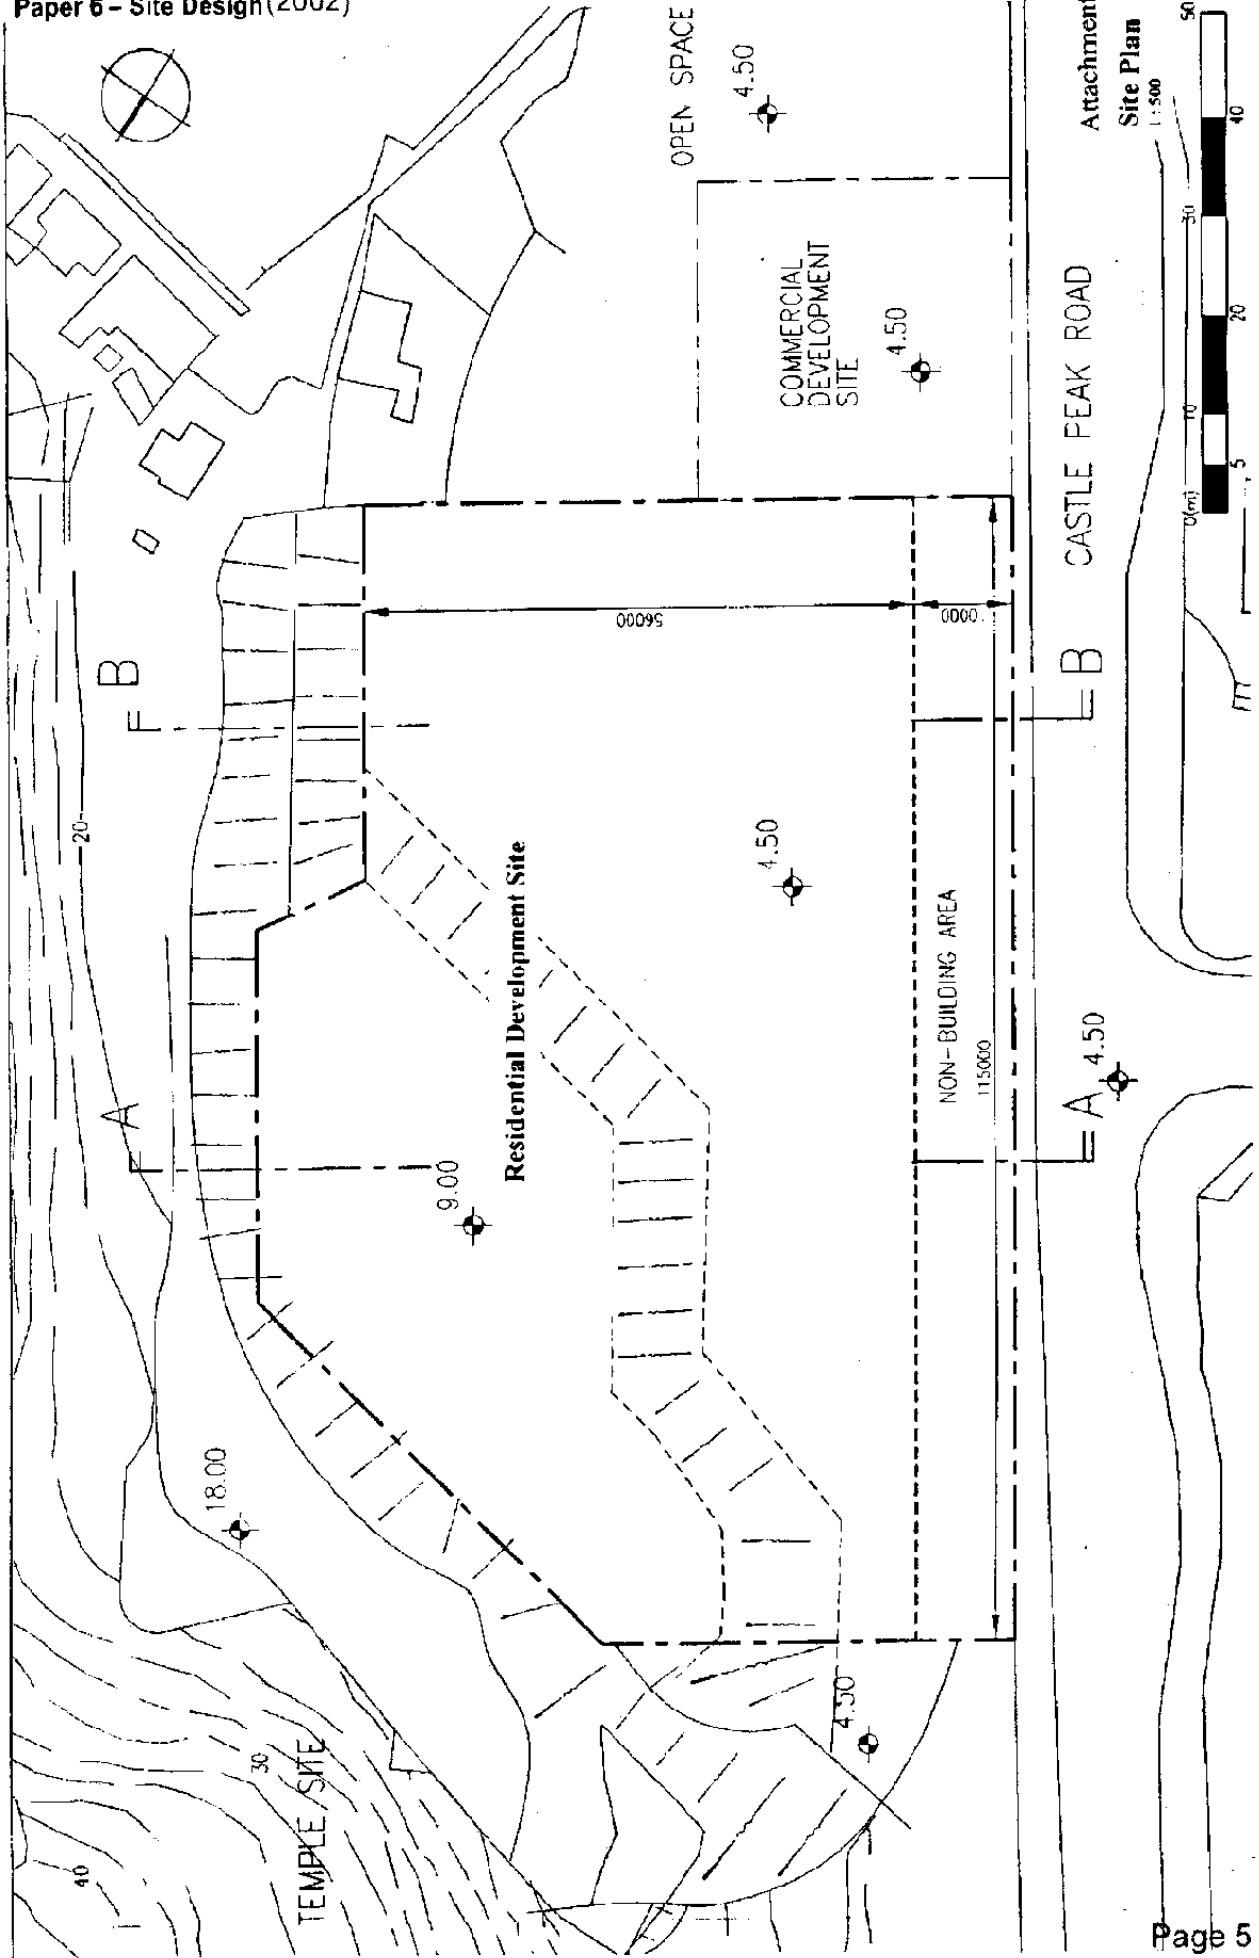 Paper 6 – Site Design (2002)
OPEN SPACE
4.50
Attachment
Site Plan
1:500
50
40
30
20
10
5
0(m)
COMMERCIAL
DEVELOPMENT
SITE
4.50
CASTLE PEAK ROAD
56000
B
B
20
Residential Development Site
4.50
NON-BUILDING AREA
115000
A
A
4.50
9.00
18.00
4.50
30
40
TEMPLE SITE
Page 5